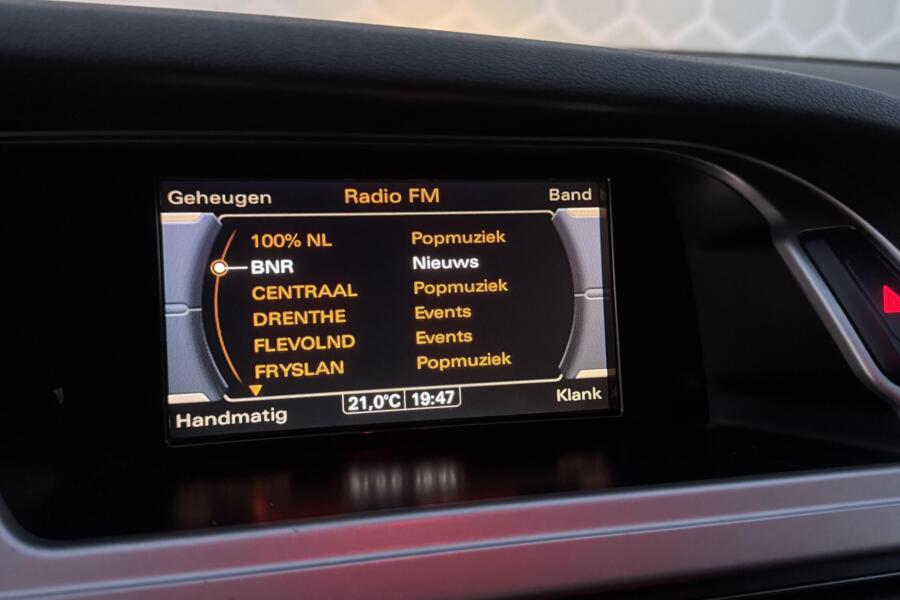 Geheugen Radio FM Band
100% NL Popmuziek
BNR Nieuws
CENTRAAL Popmuziek
DRENTHE Events
FLEVOLND Events
FRYSLAN Popmuziek
Handmatig 21,0°C 19:47 Klank